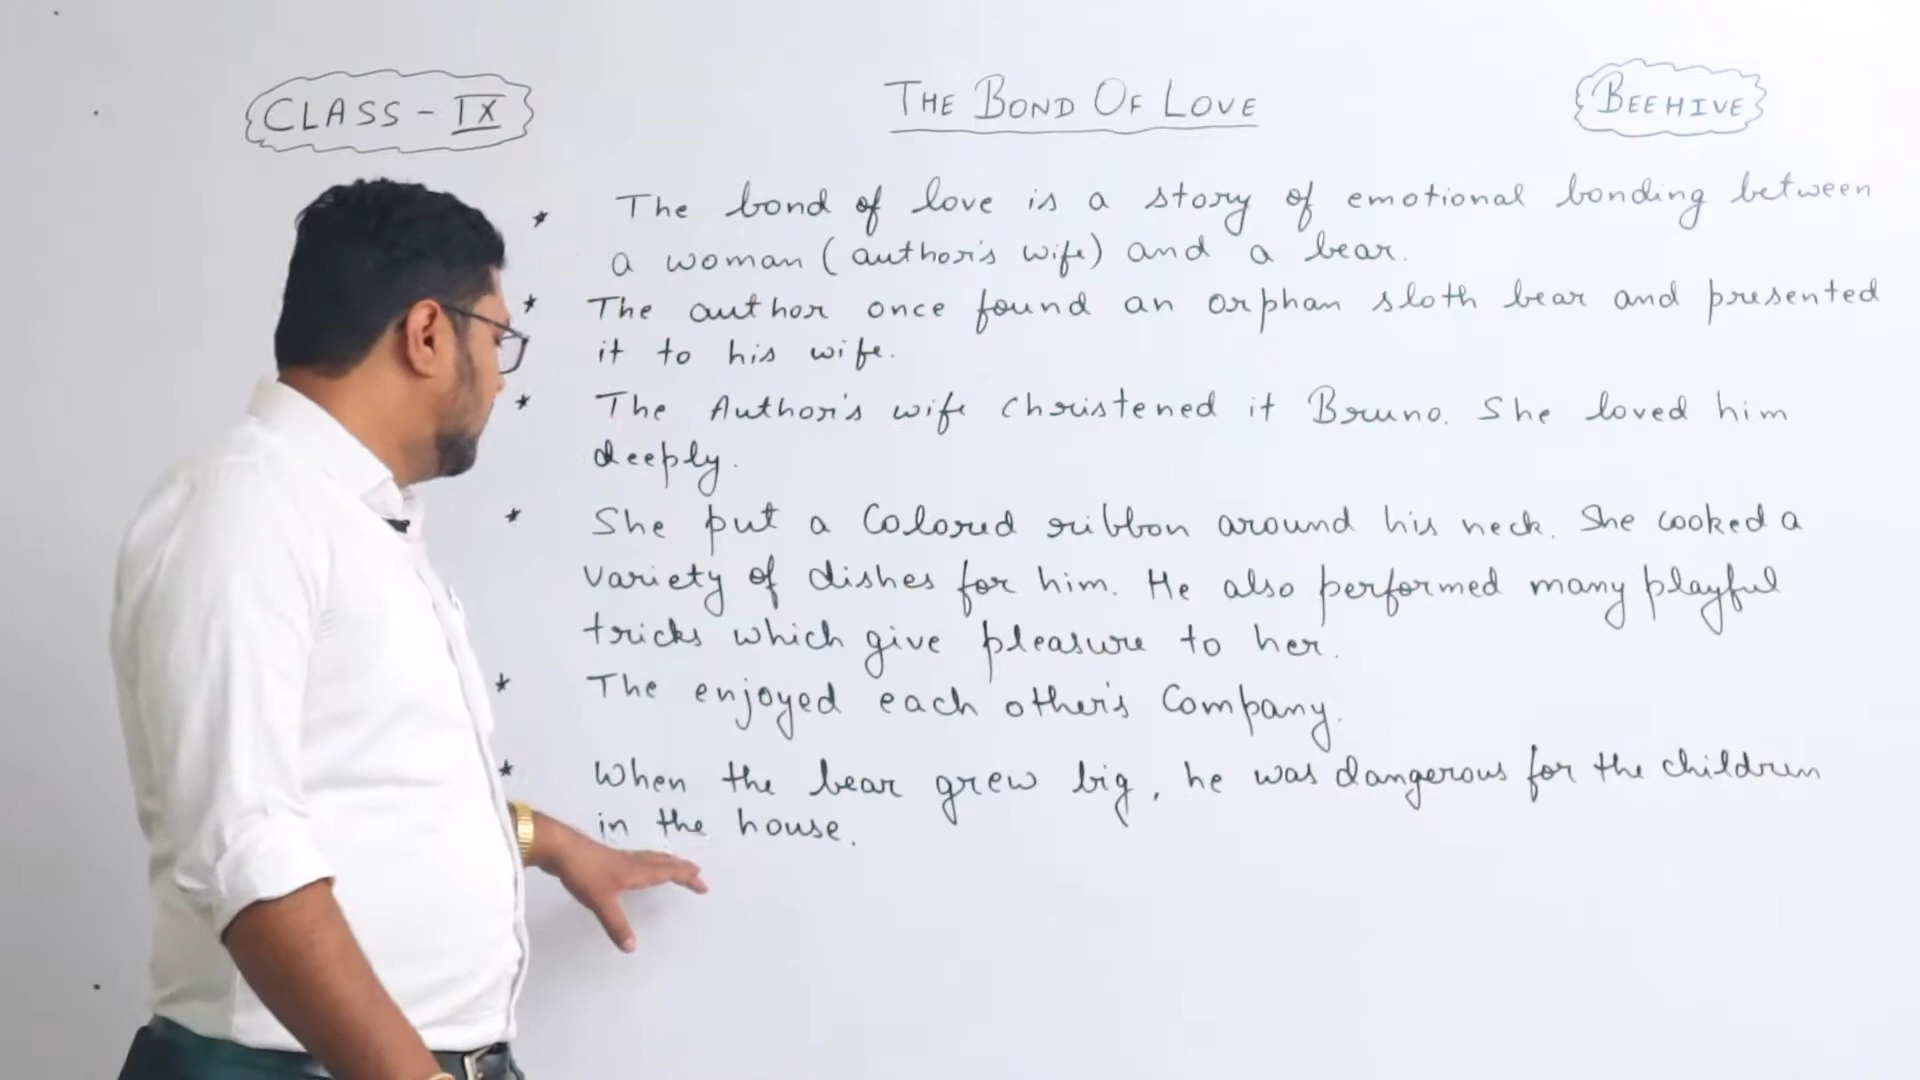 CLASS - IX
THE BOND OF LOVE
BEEHIVE
* The bond of love is a story of emotional bonding between
a woman (author's wife) and a bear.
* The author once found an orphan sloth bear and presented
it to his wife.
* The Author's wife christened it Bruno. She loved him
deeply.
* She put a Colored ribbon around his neck. She cooked a
variety of dishes for him. He also performed many playful
tricks which give pleasure to her.
* The enjoyed each other's Company.
* When the bear grew big, he was dangerous for the children
in the house.